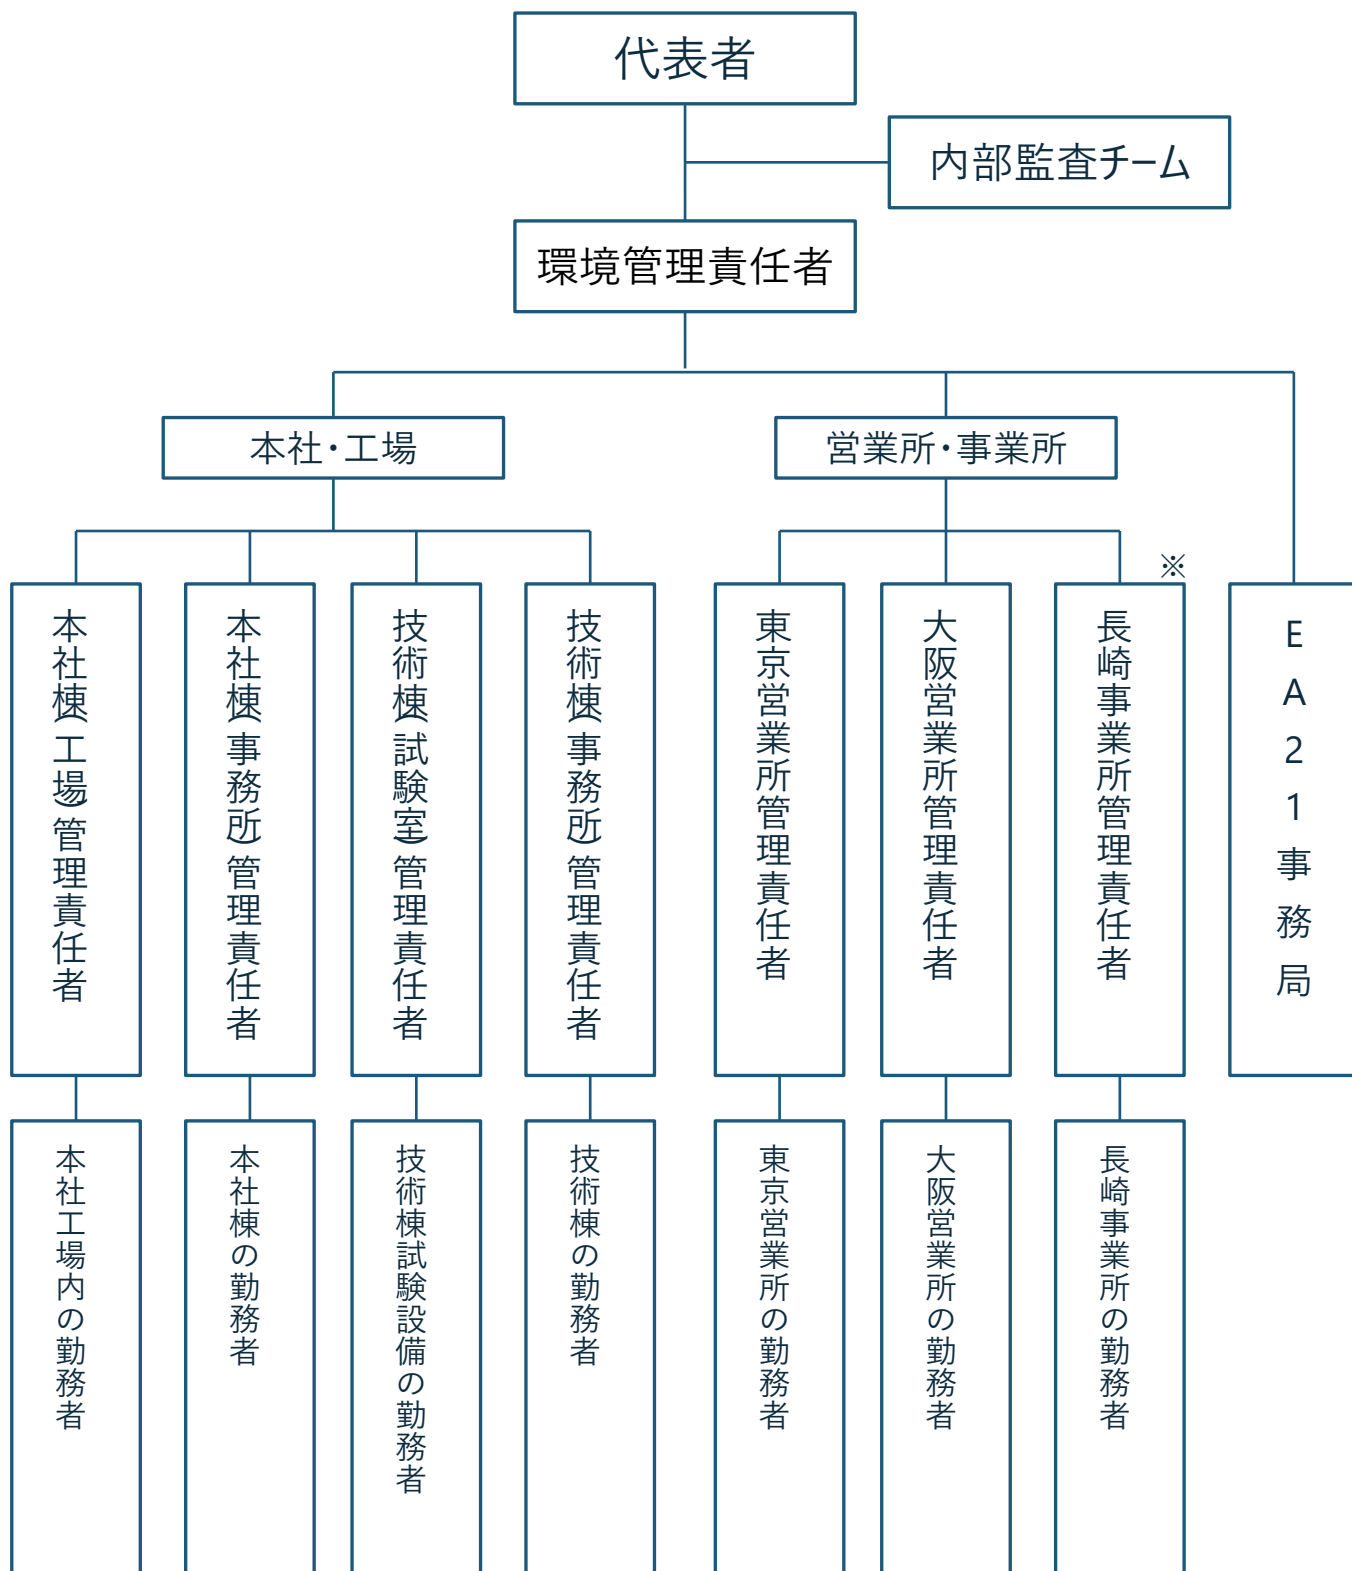 代表者
内部監査チーム
環境管理責任者
本社・工場
営業所・事業所
※
本社棟(工場)管理責任者
本社棟(事務所)管理責任者
技術棟(試験室)管理責任者
技術棟(事務所)管理責任者
東京営業所管理責任者
大阪営業所管理責任者
長崎事業所管理責任者
EA21事務局
本社工場内の勤務者
本社棟の勤務者
技術棟試験設備の勤務者
技術棟の勤務者
東京営業所の勤務者
大阪営業所の勤務者
長崎事業所の勤務者